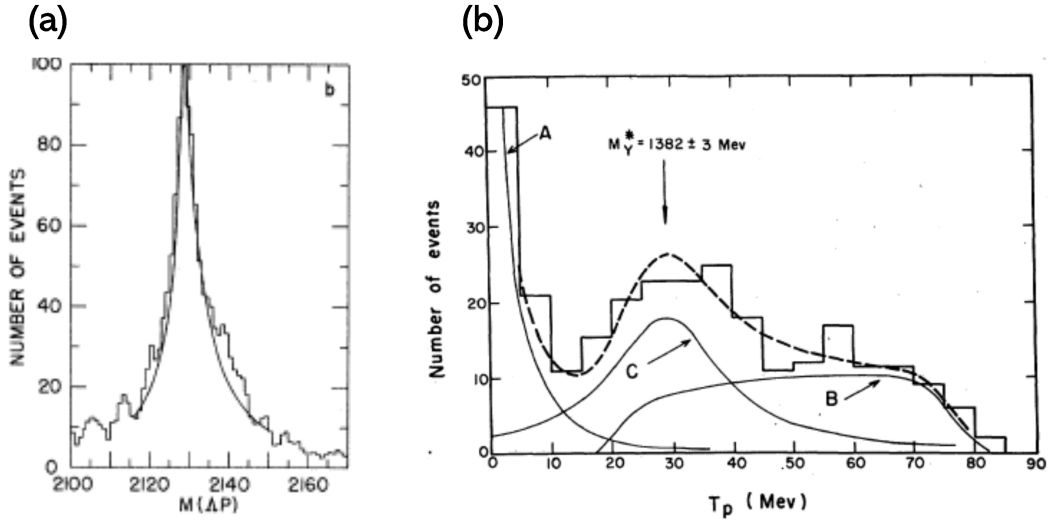 (a)
(b)
100
80
60
40
20
0
NUMBER OF EVENTS
b
2100 2120 2140 2160
M(ΛP)
50
40
30
20
10
0
Number of events
A
M*Y = 1382 ± 3 Mev
C
B
0 10 20 30 40 50 60 70 80 90
Tp (Mev)